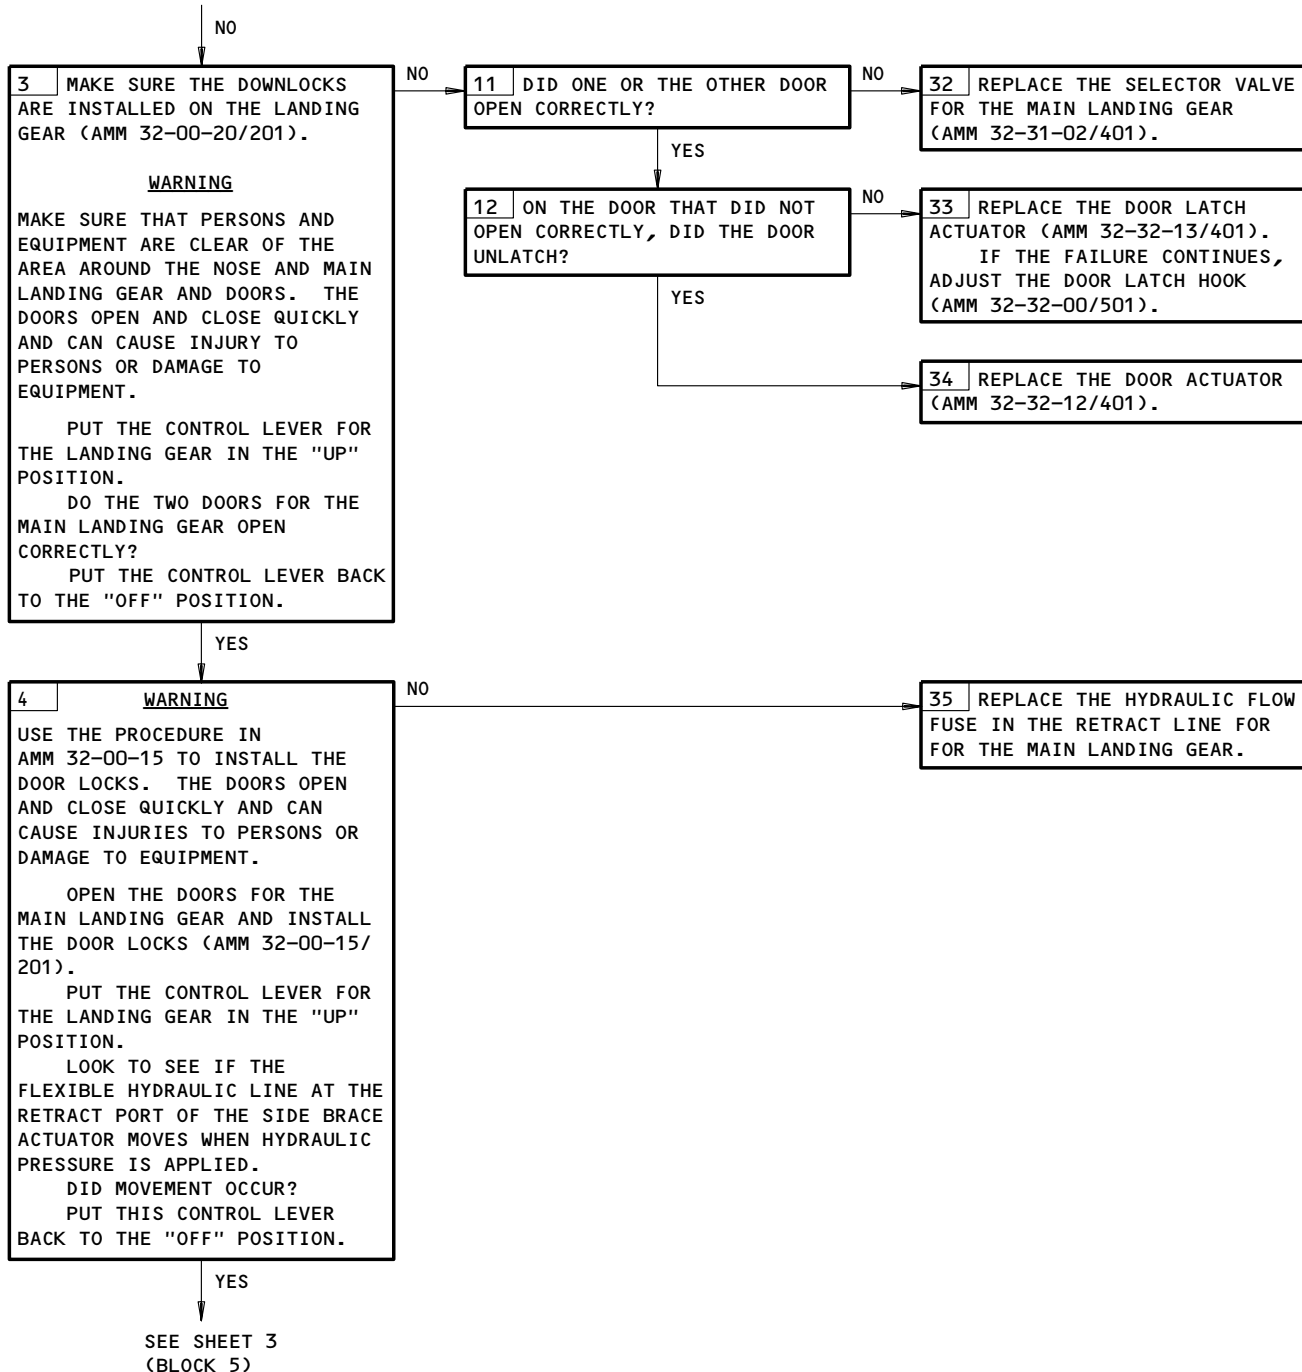 NO
3 MAKE SURE THE DOWNLOCKS
ARE INSTALLED ON THE LANDING
GEAR (AMM 32-00-20/201).
WARNING
MAKE SURE THAT PERSONS AND
EQUIPMENT ARE CLEAR OF THE
AREA AROUND THE NOSE AND MAIN
LANDING GEAR AND DOORS. THE
DOORS OPEN AND CLOSE QUICKLY
AND CAN CAUSE INJURY TO
PERSONS OR DAMAGE TO
EQUIPMENT.
PUT THE CONTROL LEVER FOR
THE LANDING GEAR IN THE "UP"
POSITION.
DO THE TWO DOORS FOR THE
MAIN LANDING GEAR OPEN
CORRECTLY?
PUT THE CONTROL LEVER BACK
TO THE "OFF" POSITION.
NO
11 DID ONE OR THE OTHER DOOR
OPEN CORRECTLY?
NO
32 REPLACE THE SELECTOR VALVE
FOR THE MAIN LANDING GEAR
(AMM 32-31-02/401).
YES
12 ON THE DOOR THAT DID NOT
OPEN CORRECTLY, DID THE DOOR
UNLATCH?
NO
33 REPLACE THE DOOR LATCH
ACTUATOR (AMM 32-32-13/401).
IF THE FAILURE CONTINUES,
ADJUST THE DOOR LATCH HOOK
(AMM 32-32-00/501).
YES
34 REPLACE THE DOOR ACTUATOR
(AMM 32-32-12/401).
YES
4 WARNING
USE THE PROCEDURE IN
AMM 32-00-15 TO INSTALL THE
DOOR LOCKS. THE DOORS OPEN
AND CLOSE QUICKLY AND CAN
CAUSE INJURIES TO PERSONS OR
DAMAGE TO EQUIPMENT.
OPEN THE DOORS FOR THE
MAIN LANDING GEAR AND INSTALL
THE DOOR LOCKS (AMM 32-00-15/
201).
PUT THE CONTROL LEVER FOR
THE LANDING GEAR IN THE "UP"
POSITION.
LOOK TO SEE IF THE
FLEXIBLE HYDRAULIC LINE AT THE
RETRACT PORT OF THE SIDE BRACE
ACTUATOR MOVES WHEN HYDRAULIC
PRESSURE IS APPLIED.
DID MOVEMENT OCCUR?
PUT THIS CONTROL LEVER
BACK TO THE "OFF" POSITION.
NO
35 REPLACE THE HYDRAULIC FLOW
FUSE IN THE RETRACT LINE FOR
FOR THE MAIN LANDING GEAR.
YES
SEE SHEET 3
(BLOCK 5)